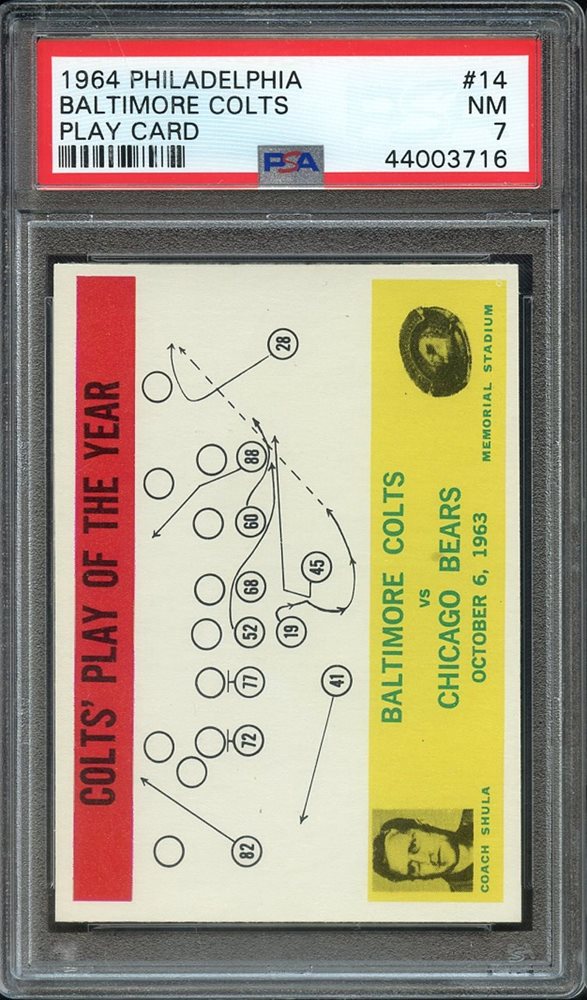 1964 PHILADELPHIA #14
BALTIMORE COLTS NM
PLAY CARD 7
PSA 44003716
COLTS' PLAY OF THE YEAR
28
88
60
68
45
52
19
77
41
72
82
BALTIMORE COLTS
vs
CHICAGO BEARS
OCTOBER 6, 1963
MEMORIAL STADIUM
COACH SHULA